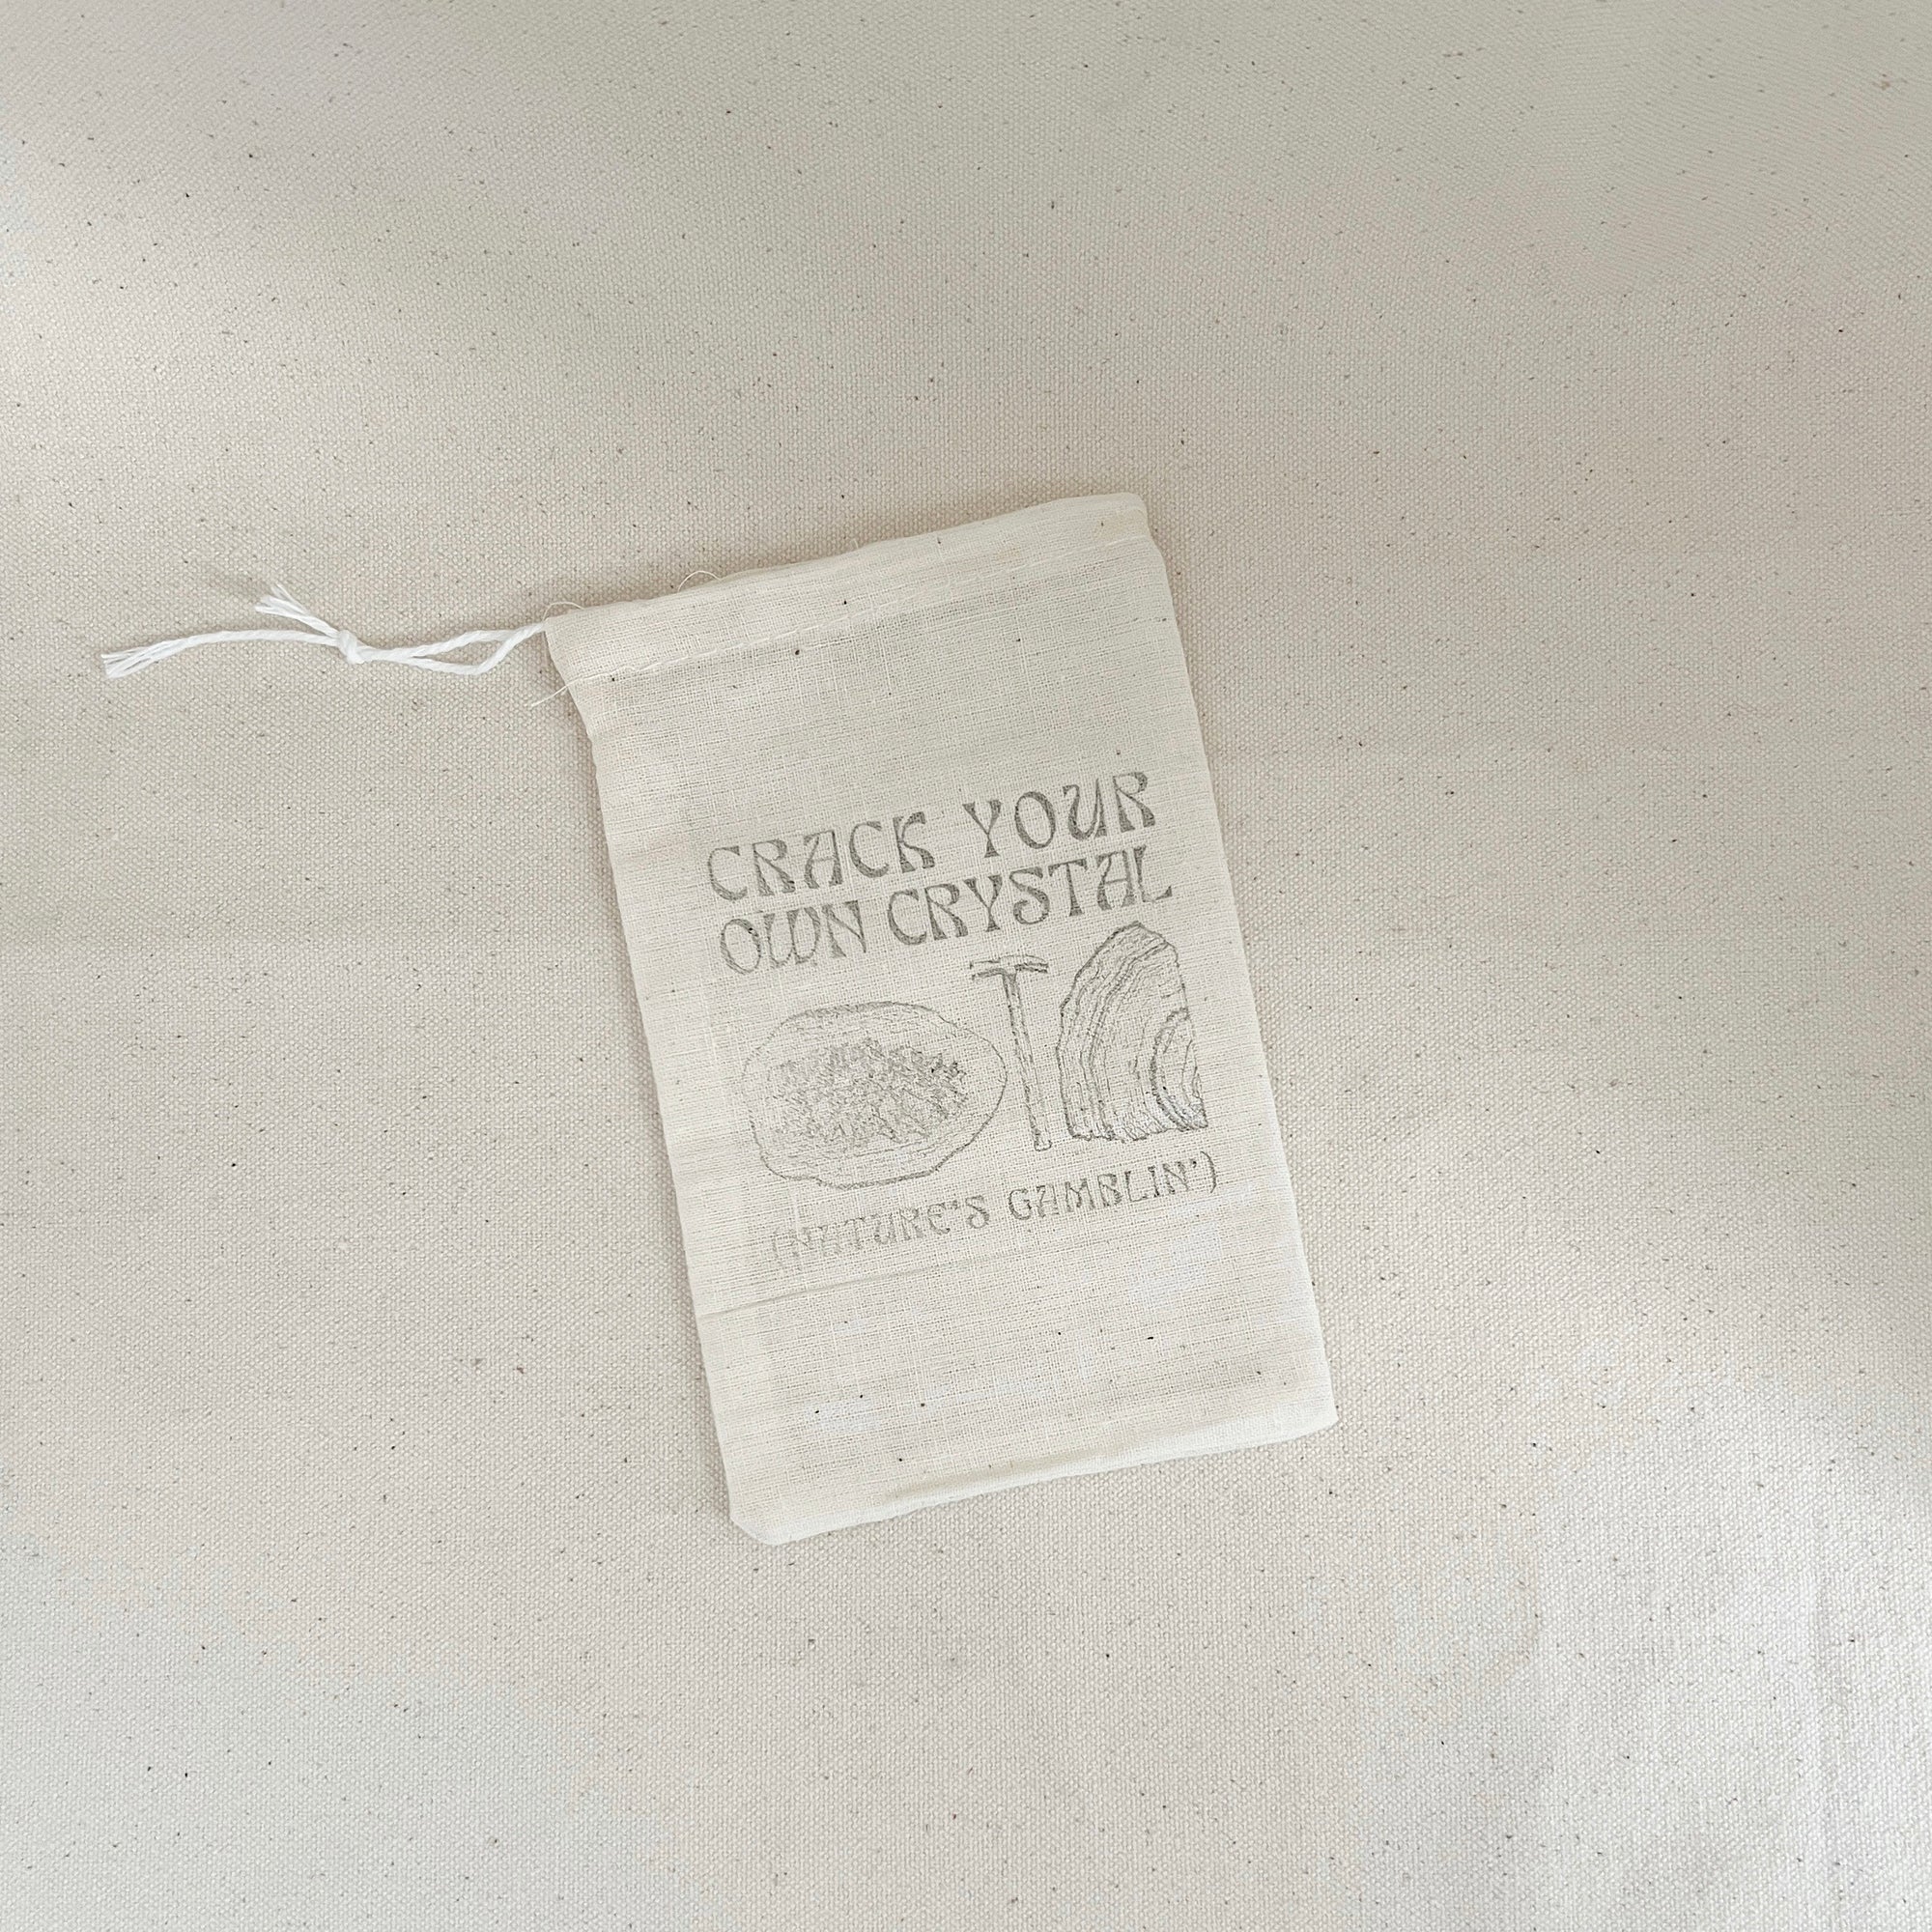 CRACK YOUR
OWN CRYSTAL
(NATURE'S GAMBLIN')